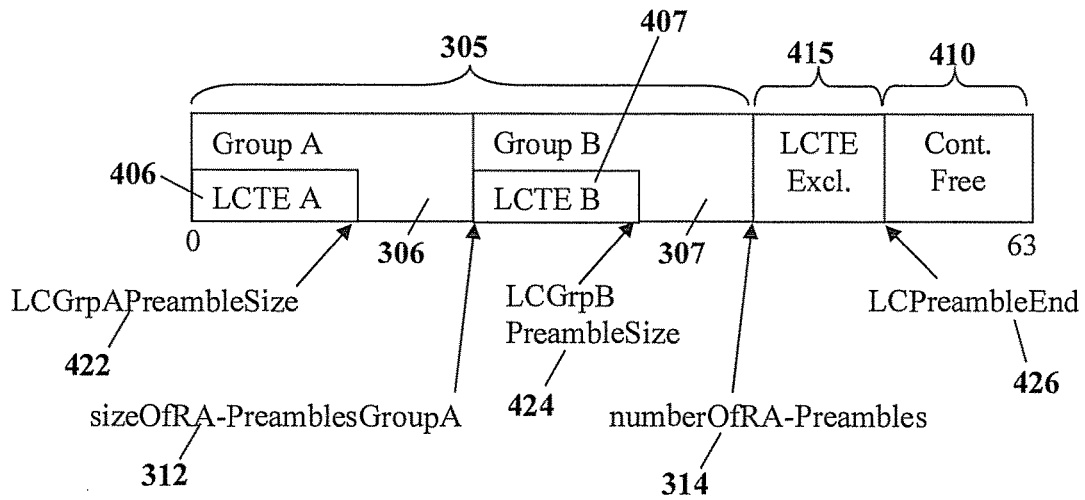 407
305
415
410
Group A
Group B
LCTE
Excl.
Cont.
Free
406
LCTE A
LCTE B
0
306
307
63
LCGrpAPreambleSize
LCGrpB
PreambleSize
LCPreambleEnd
422
424
426
sizeOfRA-PreamblesGroupA
numberOfRA-Preambles
312
314